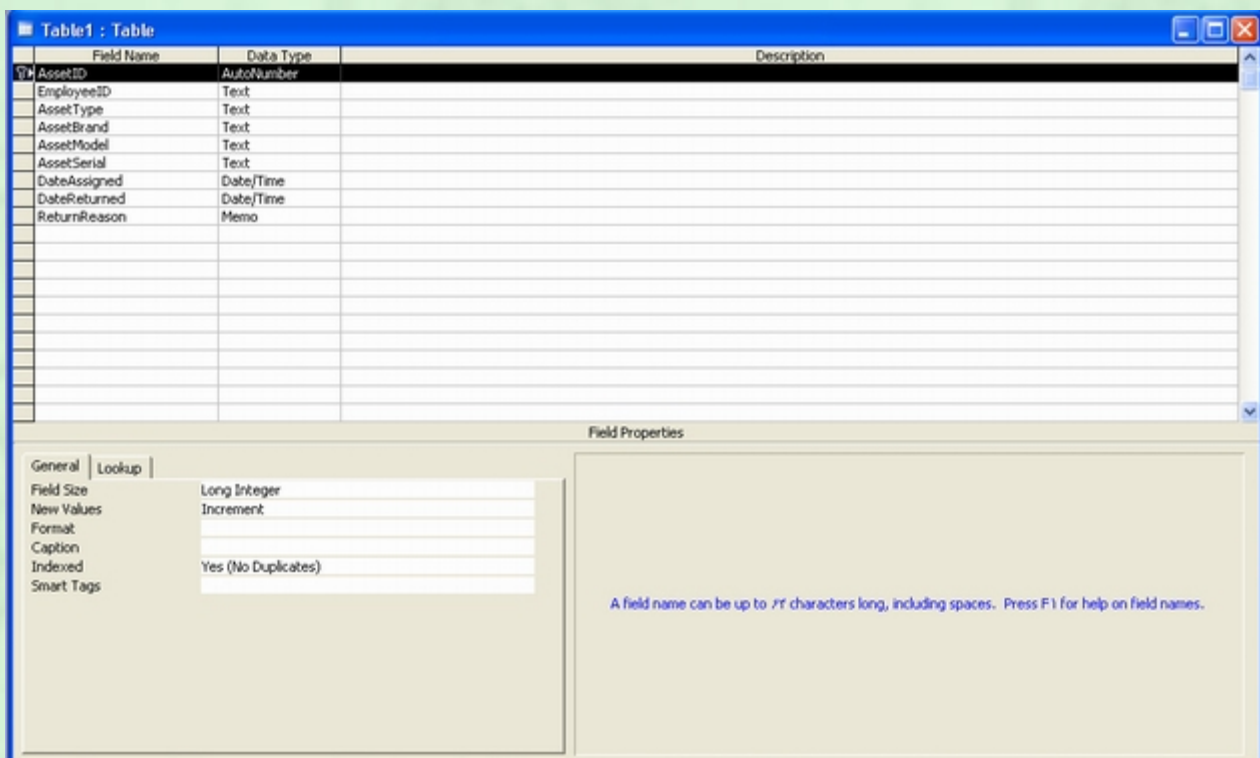 Table1 : Table
Field Name Data Type Description
AssetID AutoNumber
EmployeeID Text
AssetType Text
AssetBrand Text
AssetModel Text
AssetSerial Text
DateAssigned Date/Time
DateReturned Date/Time
ReturnReason Memo
Field Properties
General Lookup
Field Size Long Integer
New Values Increment
Format
Caption
Indexed Yes (No Duplicates)
Smart Tags
A field name can be up to ۶۴ characters long, including spaces. Press F۱ for help on field names.